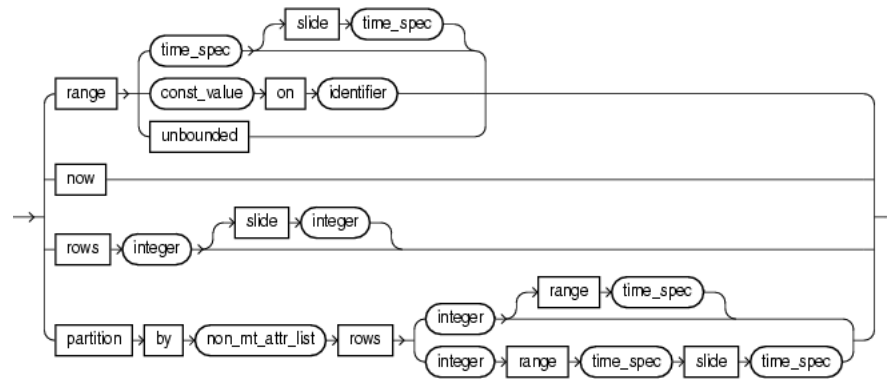 slide time_spec
time_spec
range const_value on identifier
unbounded
now
slide integer
rows integer
range time_spec
integer
partition by non_mt_attr_list rows
integer range time_spec slide time_spec